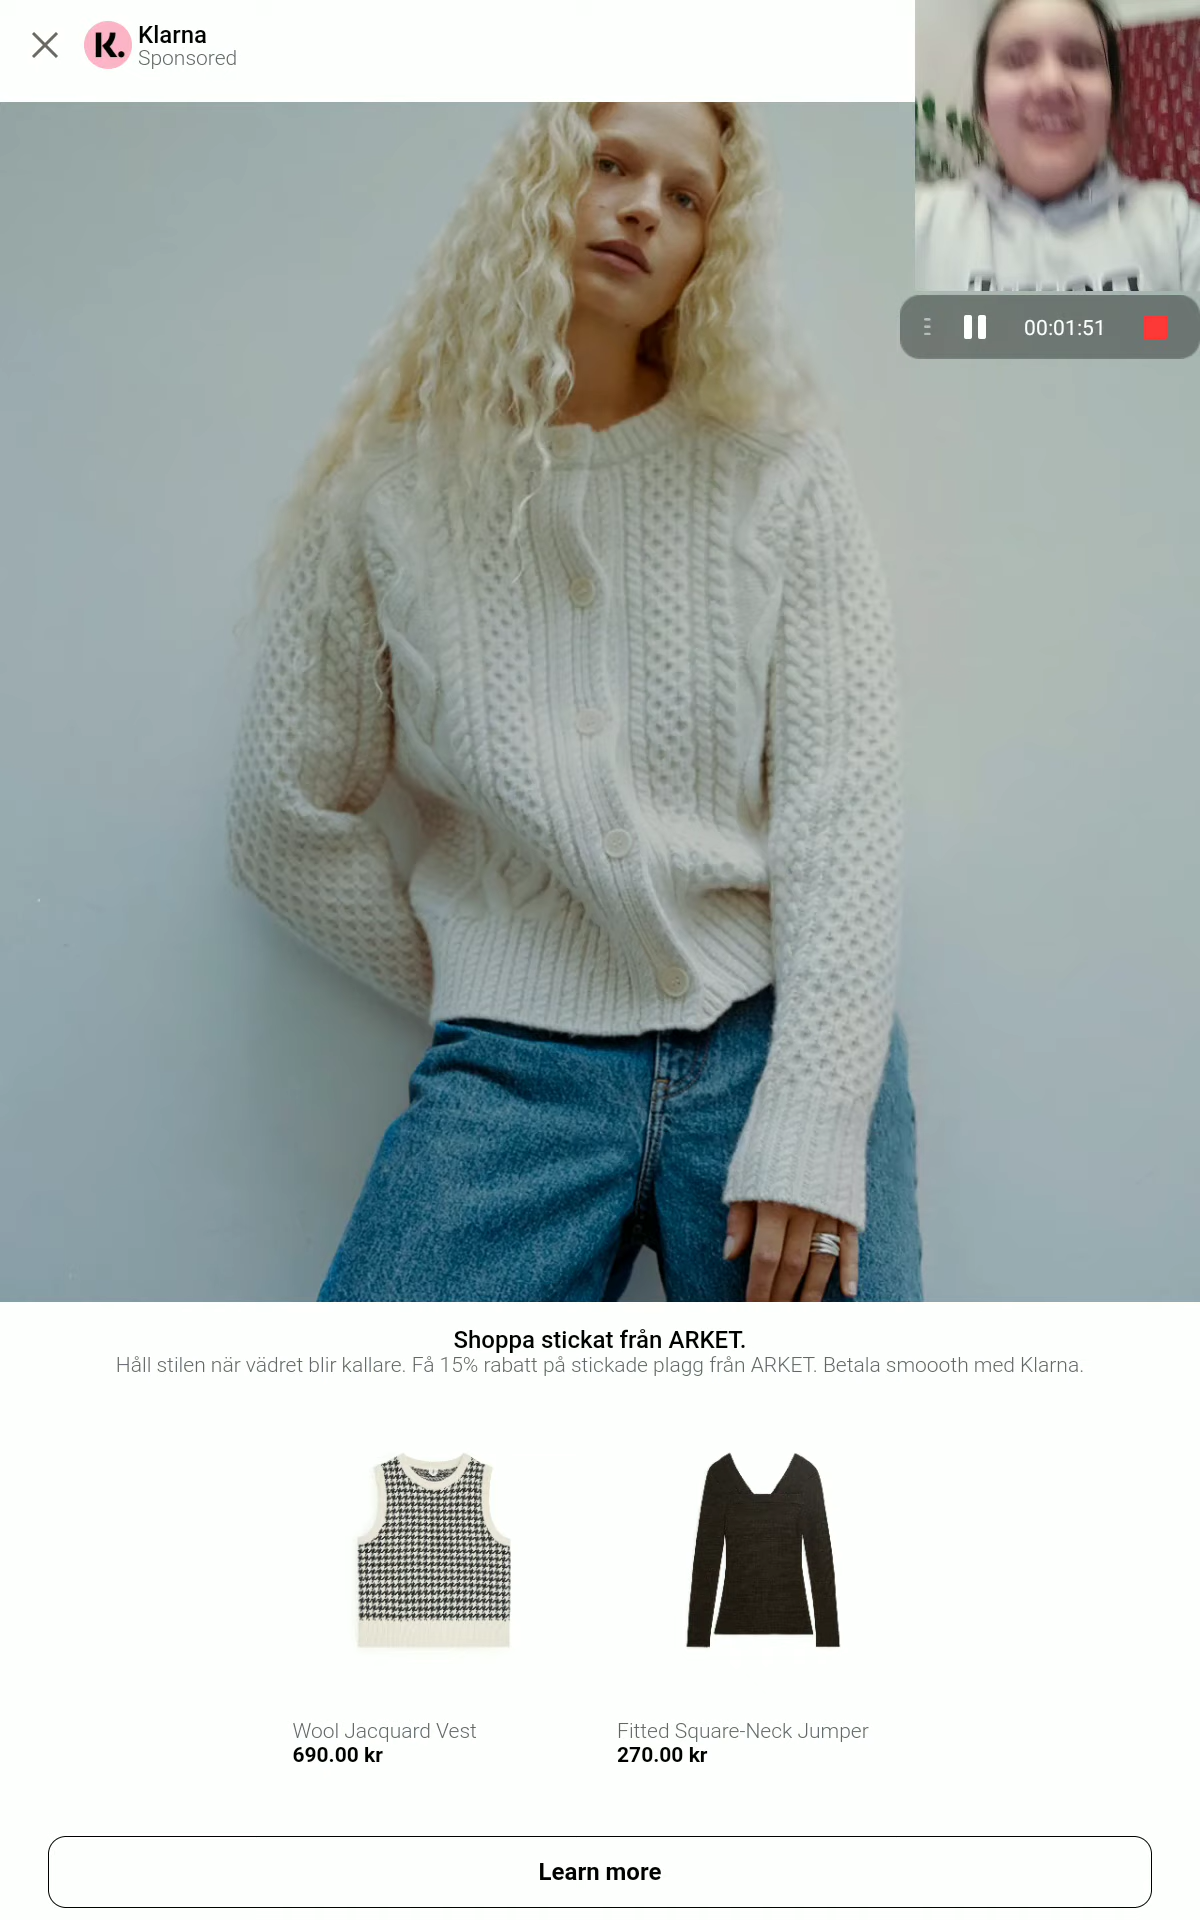 K.
Klarna
Sponsored
00:01:51
Shoppa stickat från ARKET.
Håll stilen när vädret blir kallare. Få 15% rabatt på stickade plagg från ARKET. Betala smoooth med Klarna.
Wool Jacquard Vest
690.00 kr
Fitted Square-Neck Jumper
270.00 kr
Learn more